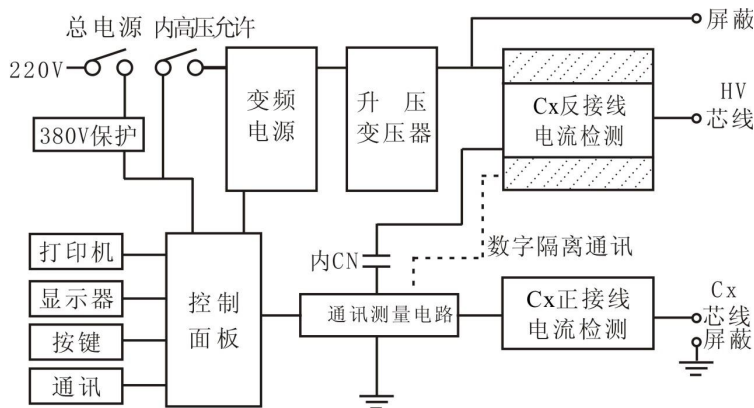 总电源
内高压允许
屏蔽
220V
变频
电源
升 压
变压器
Cx反接线
电流检测
HV
芯线
380V保护
打印机
显示器
按键
通讯
控制
面板
内CN
数字隔离通讯
通讯测量电路
Cx正接线
电流检测
Cx
芯线
屏蔽